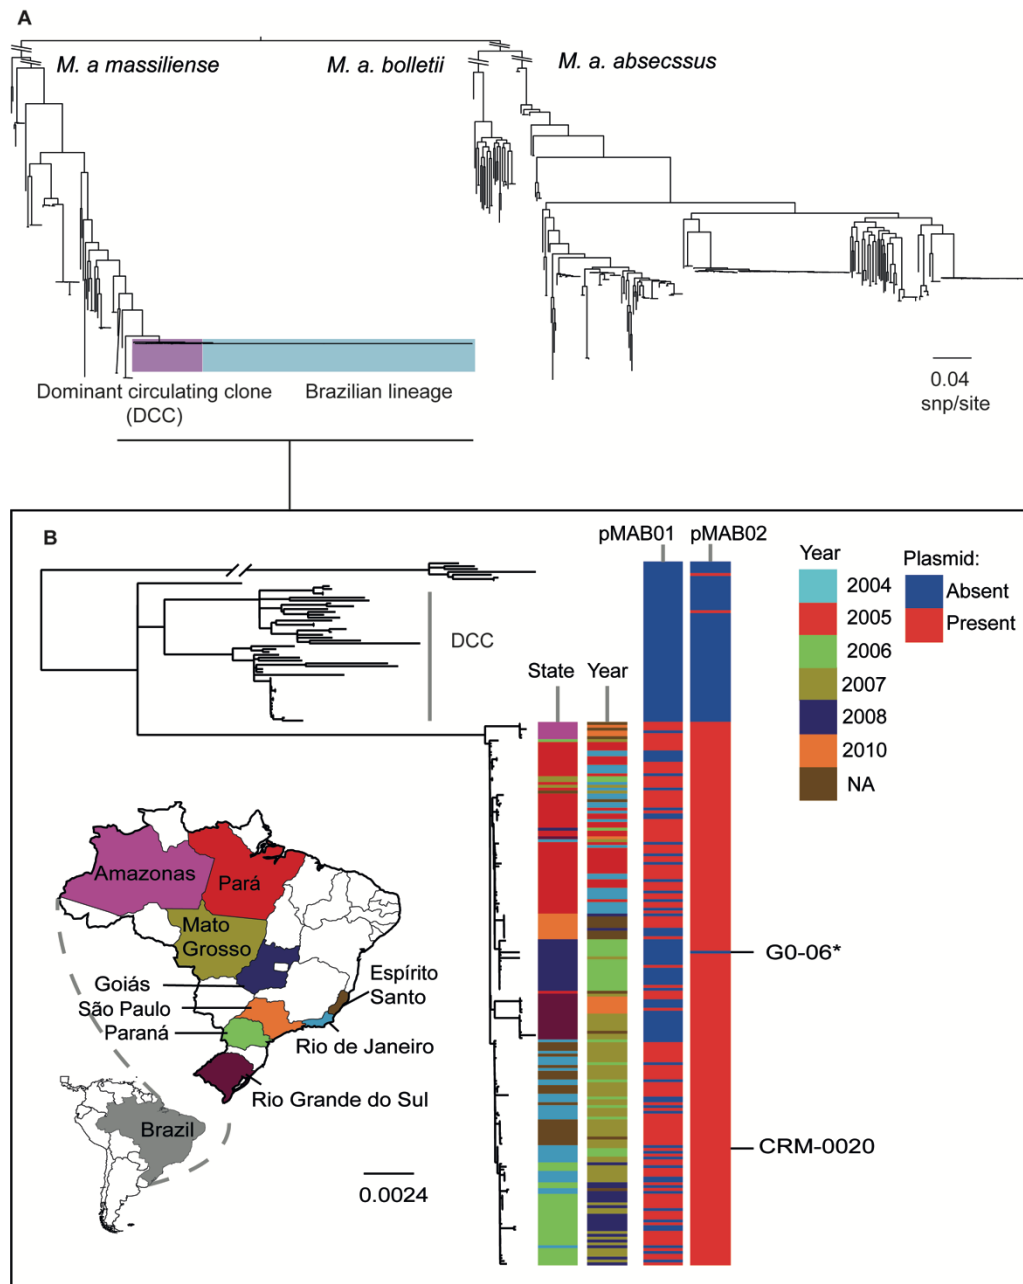 A
M. a massiliense
M. a. bolletii
M. a. absecssus
Dominant circulating clone
(DCC)
Brazilian lineage
0.04
snp/site
B
pMAB01
pMAB02
Year
2004
2005
2006
2007
2008
2010
NA
Plasmid:
Absent
Present
DCC
State
Year
Amazonas
Pará
Mato
Grosso
Goiás
São Paulo
Paraná
Espírito
Santo
Rio de Janeiro
Rio Grande do Sul
Brazil
0.0024
G0-06*
CRM-0020